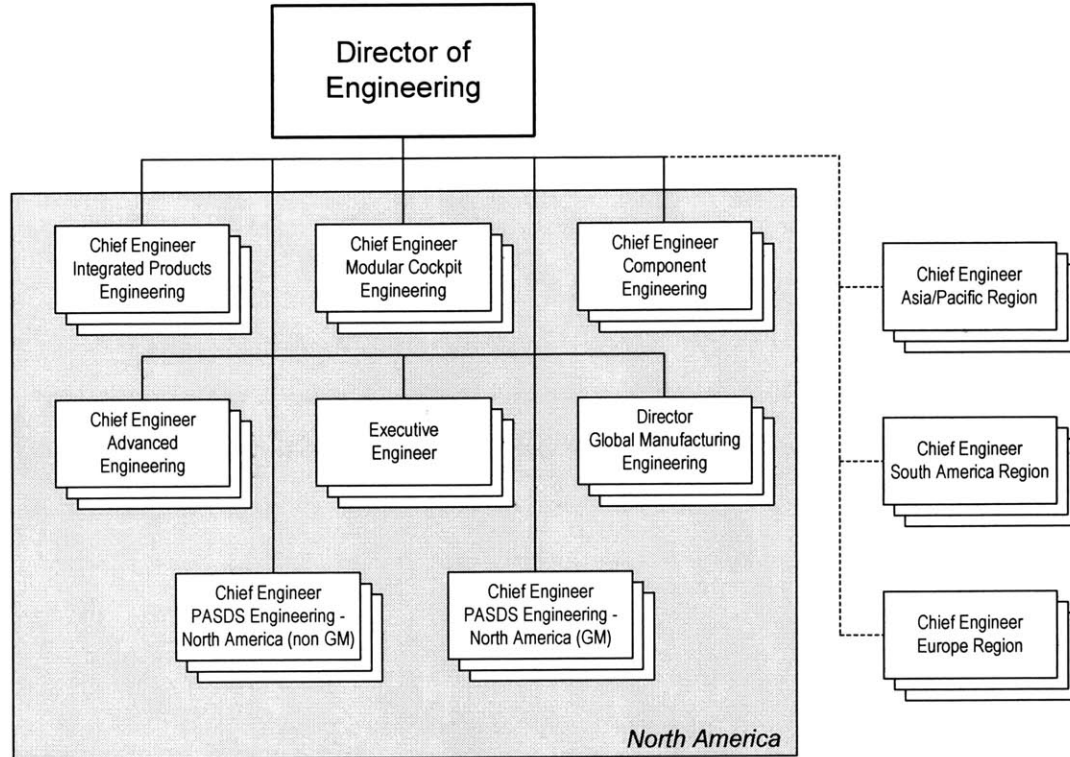 Director of
Engineering
Chief Engineer
Integrated Products
Engineering
Chief Engineer
Modular Cockpit
Engineering
Chief Engineer
Component
Engineering
Chief Engineer
Asia/Pacific Region
Chief Engineer
Advanced
Engineering
Executive
Engineer
Director
Global Manufacturing
Engineering
Chief Engineer
South America Region
Chief Engineer
PASDS Engineering -
North America (non GM)
Chief Engineer
PASDS Engineering -
North America (GM)
Chief Engineer
Europe Region
North America